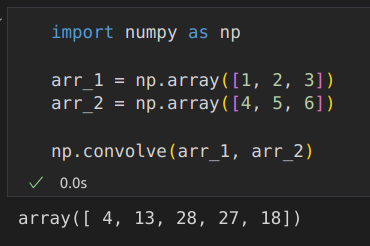 import numpy as np
arr_1 = np.array([1, 2, 3])
arr_2 = np.array([4, 5, 6])
np.convolve(arr_1, arr_2)
✓ 0.0s
array([ 4, 13, 28, 27, 18])